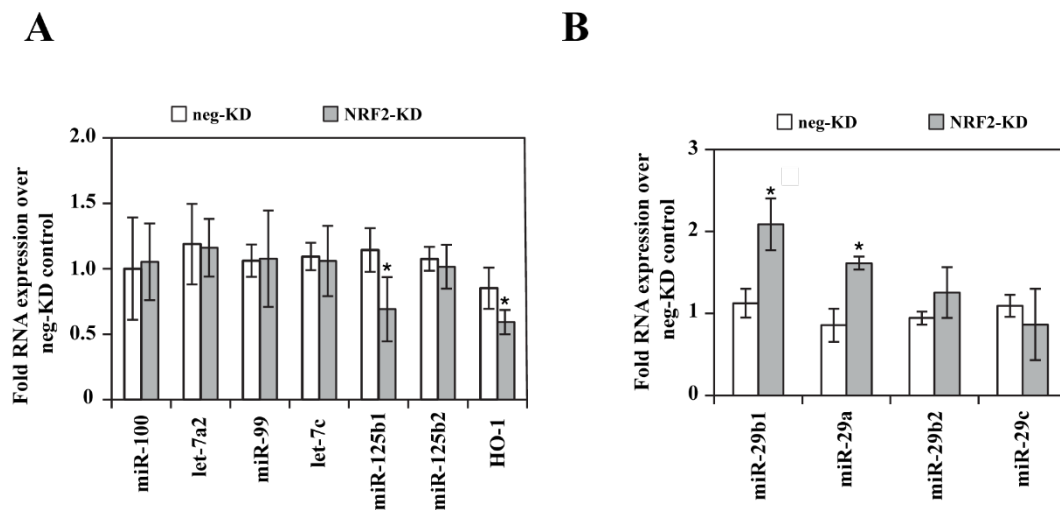 A
B
neg-KD NRF2-KD
Fold RNA expression over
neg-KD control
2.0
1.5
1.0
0.5
0
*
*
miR-100
let-7a2
miR-99
let-7c
miR-125b1
miR-125b2
HO-1
neg-KD NRF2-KD
Fold RNA expression over
neg-KD control
3
2
1
0
*
*
miR-29b1
miR-29a
miR-29b2
miR-29c